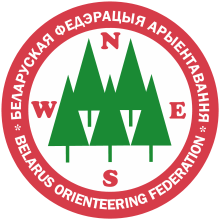 * БЕЛАРУСКАЯ ФЕДЭРАЦЫЯ АРЫЕНТАВАННЯ *
N
W E
S
BELARUS ORIENTEERING FEDERATION